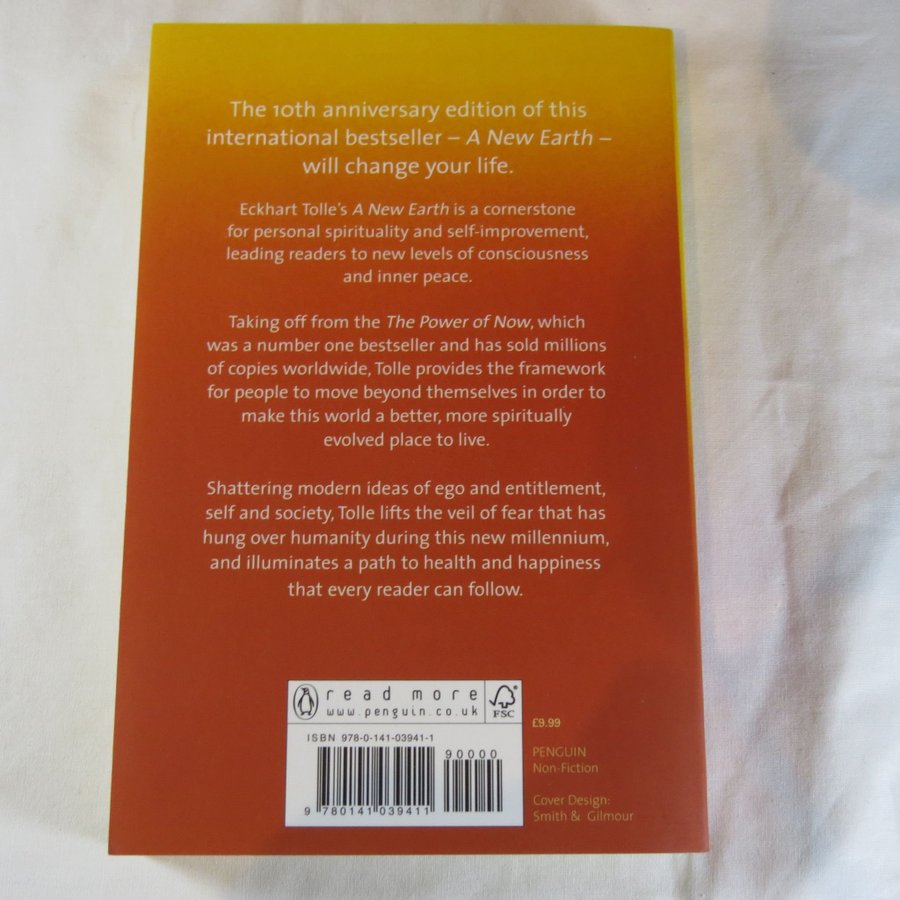 The 10th anniversary edition of this
international bestseller – A New Earth –
will change your life.
Eckhart Tolle's A New Earth is a cornerstone
for personal spirituality and self-improvement,
leading readers to new levels of consciousness
and inner peace.
Taking off from the The Power of Now, which
was a number one bestseller and has sold millions
of copies worldwide, Tolle provides the framework
for people to move beyond themselves in order to
make this world a better, more spiritually
evolved place to live.
Shattering modern ideas of ego and entitlement,
self and society, Tolle lifts the veil of fear that has
hung over humanity during this new millennium,
and illuminates a path to health and happiness
that every reader can follow.
read more
www.penguin.co.uk
FSC®
ISBN 978-0-141-03941-1
90000
9 780141 039411
£9.99
PENGUIN
Non-Fiction
Cover Design:
Smith & Gilmour